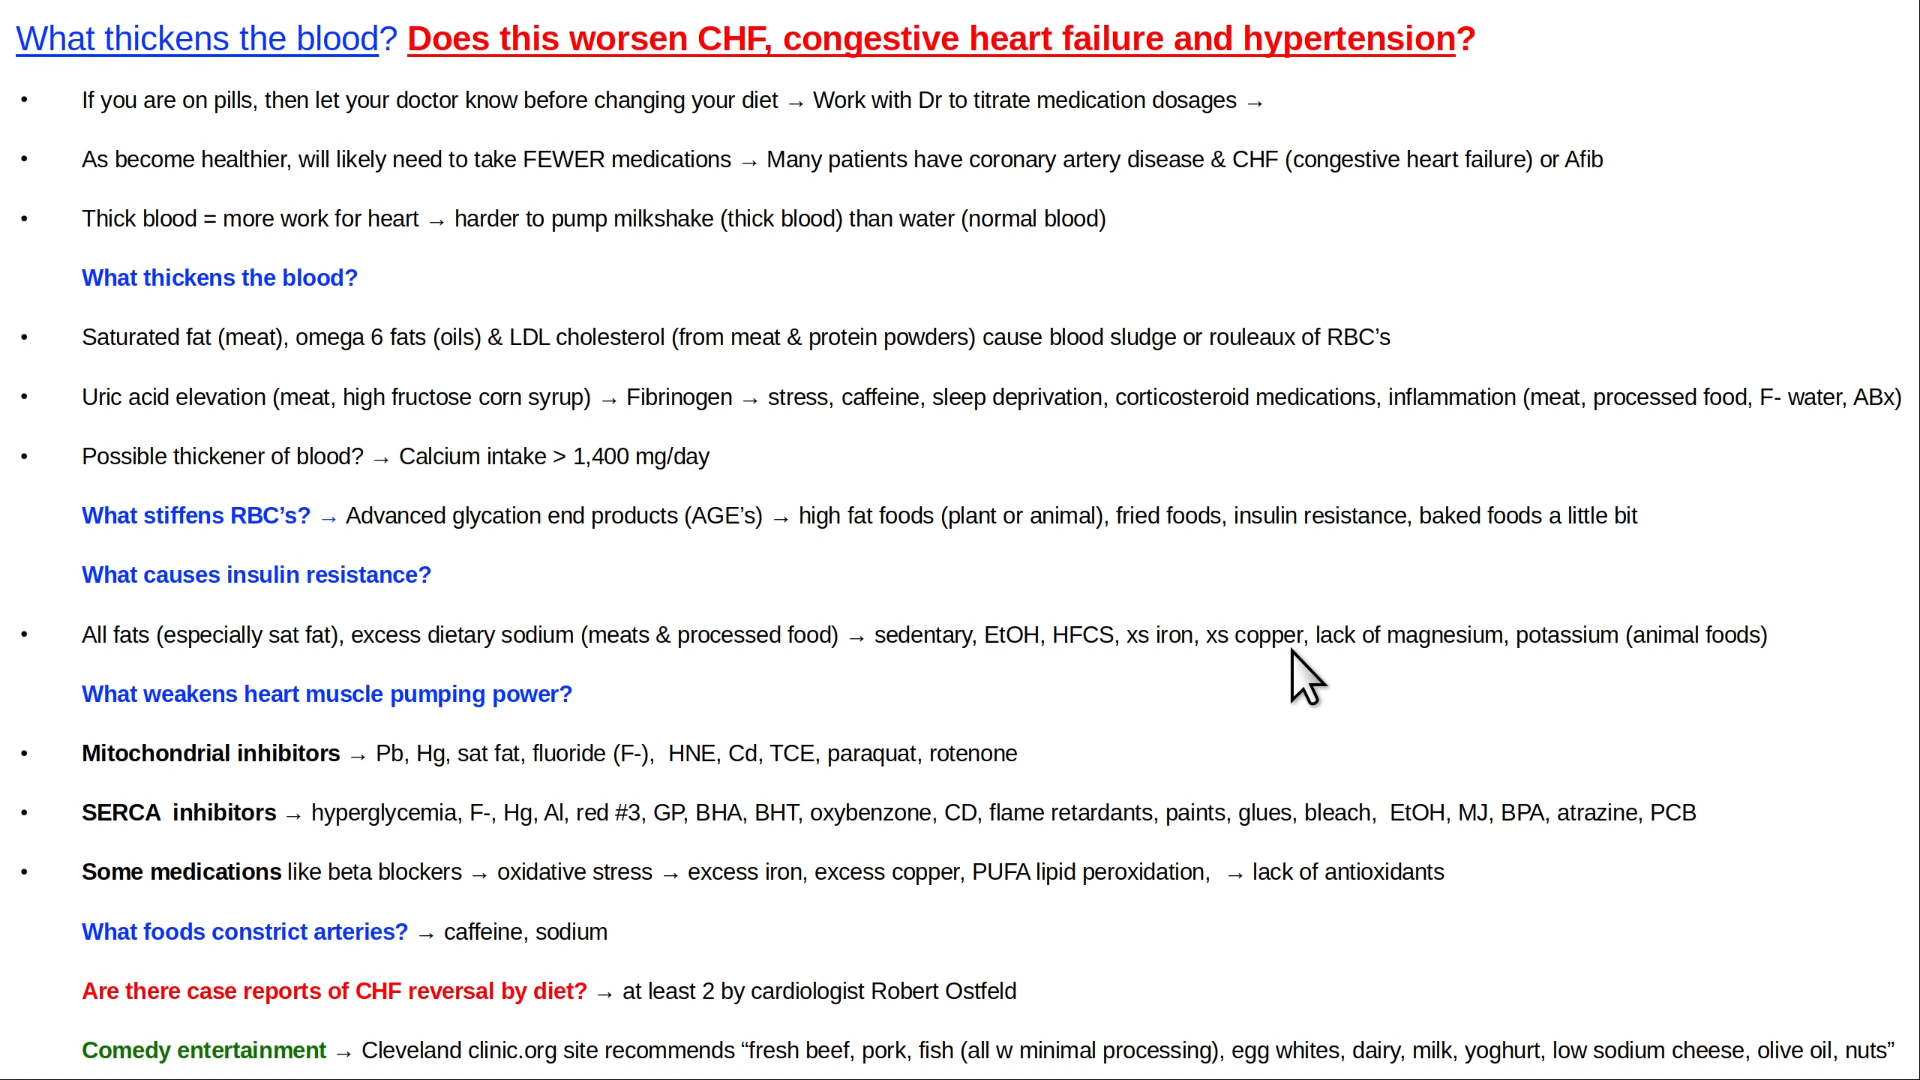 What thickens the blood? Does this worsen CHF, congestive heart failure and hypertension?
• If you are on pills, then let your doctor know before changing your diet → Work with Dr to titrate medication dosages →
• As become healthier, will likely need to take FEWER medications → Many patients have coronary artery disease & CHF (congestive heart failure) or Afib
• Thick blood = more work for heart → harder to pump milkshake (thick blood) than water (normal blood)
What thickens the blood?
• Saturated fat (meat), omega 6 fats (oils) & LDL cholesterol (from meat & protein powders) cause blood sludge or rouleaux of RBC’s
• Uric acid elevation (meat, high fructose corn syrup) → Fibrinogen → stress, caffeine, sleep deprivation, corticosteroid medications, inflammation (meat, processed food, F- water, ABx)
• Possible thickener of blood? → Calcium intake > 1,400 mg/day
What stiffens RBC’s? → Advanced glycation end products (AGE’s) → high fat foods (plant or animal), fried foods, insulin resistance, baked foods a little bit
What causes insulin resistance?
• All fats (especially sat fat), excess dietary sodium (meats & processed food) → sedentary, EtOH, HFCS, xs iron, xs copper, lack of magnesium, potassium (animal foods)
What weakens heart muscle pumping power?
• Mitochondrial inhibitors → Pb, Hg, sat fat, fluoride (F-), HNE, Cd, TCE, paraquat, rotenone
• SERCA inhibitors → hyperglycemia, F-, Hg, Al, red #3, GP, BHA, BHT, oxybenzone, CD, flame retardants, paints, glues, bleach, EtOH, MJ, BPA, atrazine, PCB
• Some medications like beta blockers → oxidative stress → excess iron, excess copper, PUFA lipid peroxidation, → lack of antioxidants
What foods constrict arteries? → caffeine, sodium
Are there case reports of CHF reversal by diet? → at least 2 by cardiologist Robert Ostfeld
Comedy entertainment → Cleveland clinic.org site recommends “fresh beef, pork, fish (all w minimal processing), egg whites, dairy, milk, yoghurt, low sodium cheese, olive oil, nuts”